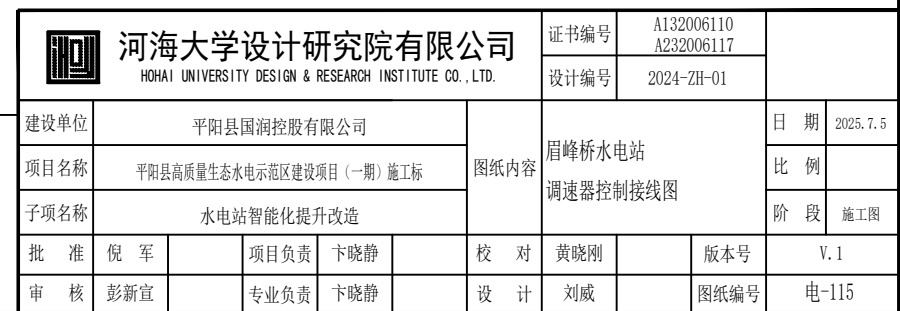 河海大学设计研究院有限公司
HOHAI UNIVERSITY DESIGN & RESEARCH INSTITUTE CO.,LTD.
证书编号 A132006110
A232006117
设计编号 2024-ZH-01
建设单位 平阳县国润控股有限公司
项目名称 平阳县高质量生态水电示范区建设项目（一期）施工标
子项名称 水电站智能化提升改造
图纸内容
眉峰桥水电站
调速器控制接线图
日 期 2025.7.5
比 例
阶 段 施工图
批 准 倪 军 项目负责 卞晓静 校 对 黄晓刚 版本号 V.1
审 核 彭新宣 专业负责 卞晓静 设 计 刘威 图纸编号 电-115